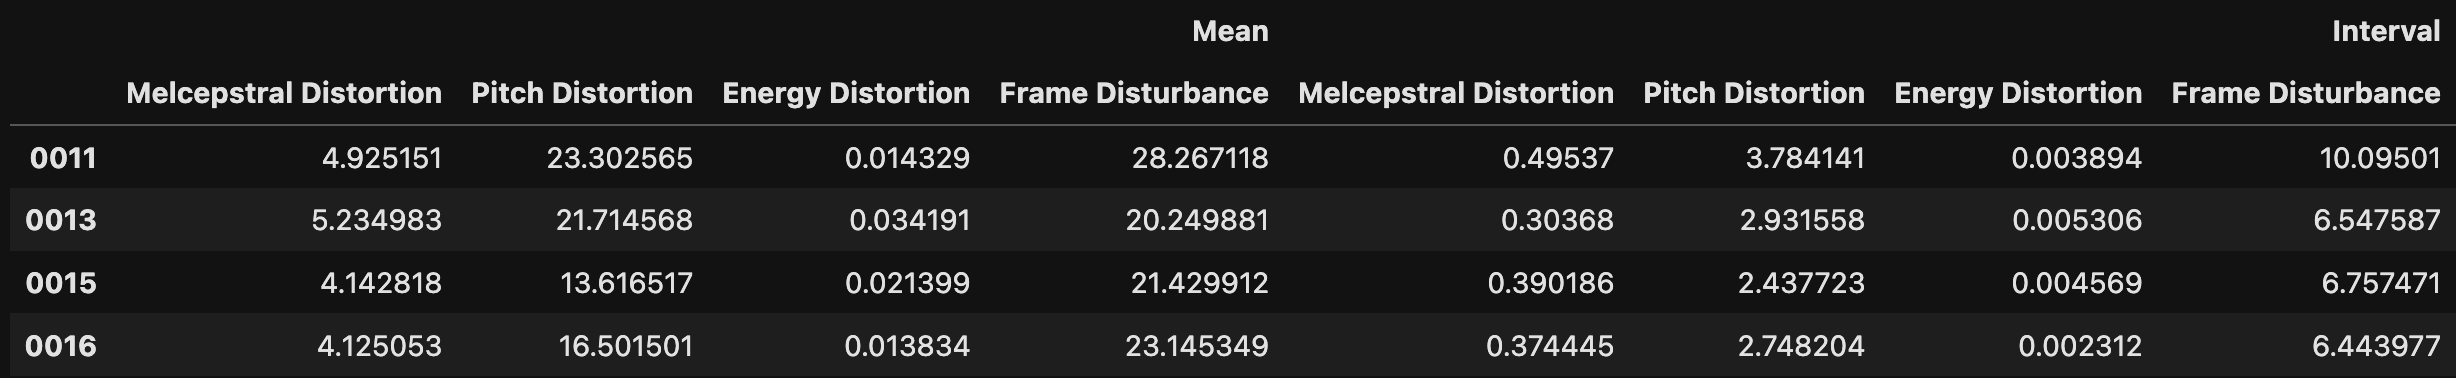 Mean Interval
Melcepstral Distortion Pitch Distortion Energy Distortion Frame Disturbance Melcepstral Distortion Pitch Distortion Energy Distortion Frame Disturbance
0011 4.925151 23.302565 0.014329 28.267118 0.49537 3.784141 0.003894 10.09501
0013 5.234983 21.714568 0.034191 20.249881 0.30368 2.931558 0.005306 6.547587
0015 4.142818 13.616517 0.021399 21.429912 0.390186 2.437723 0.004569 6.757471
0016 4.125053 16.501501 0.013834 23.145349 0.374445 2.748204 0.002312 6.443977